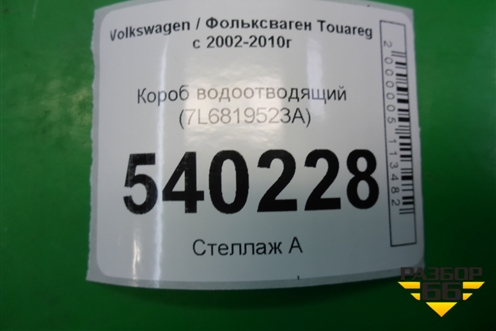 Volkswagen / Фольксваген Touareg
с 2002-2010г
Короб водоотводящий
(7L6819523A)
540228
Стеллаж А
2000005113482
РАЗБОР
66